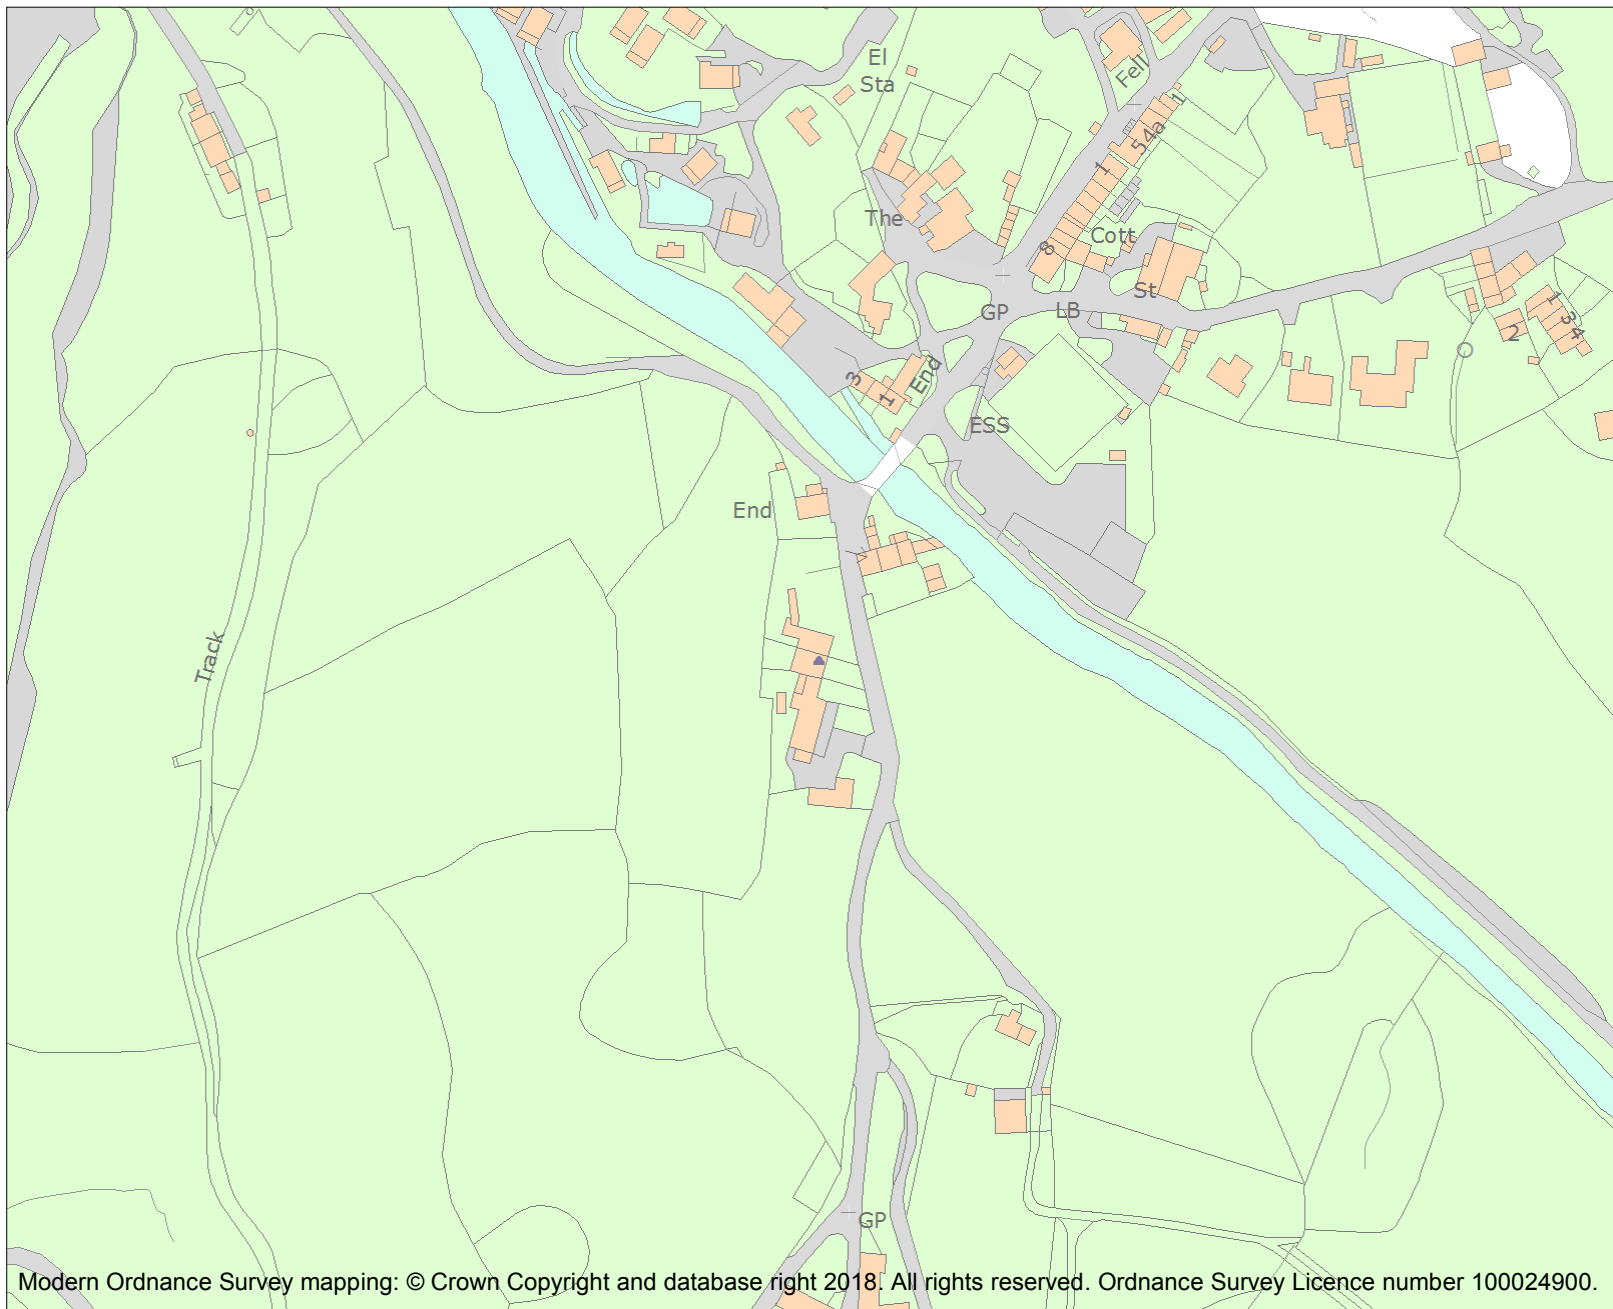 El
Sta
Fell
1
54a
1
The
Cott
8
St
GP
LB
1
3
4
2
3
1
End
ESS
End
Track
GP
Modern Ordnance Survey mapping: © Crown Copyright and database right 2018. All rights reserved. Ordnance Survey Licence number 100024900.